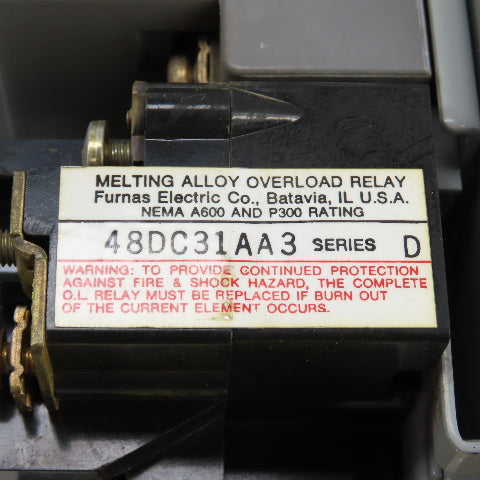 MELTING ALLOY OVERLOAD RELAY
Furnas Electric Co., Batavia, IL U.S.A.
NEMA A600 AND P300 RATING
48DC31AA3 SERIES D
WARNING: TO PROVIDE CONTINUED PROTECTION
AGAINST FIRE & SHOCK HAZARD, THE COMPLETE
O.L. RELAY MUST BE REPLACED IF BURN OUT
OF THE CURRENT ELEMENT OCCURS.